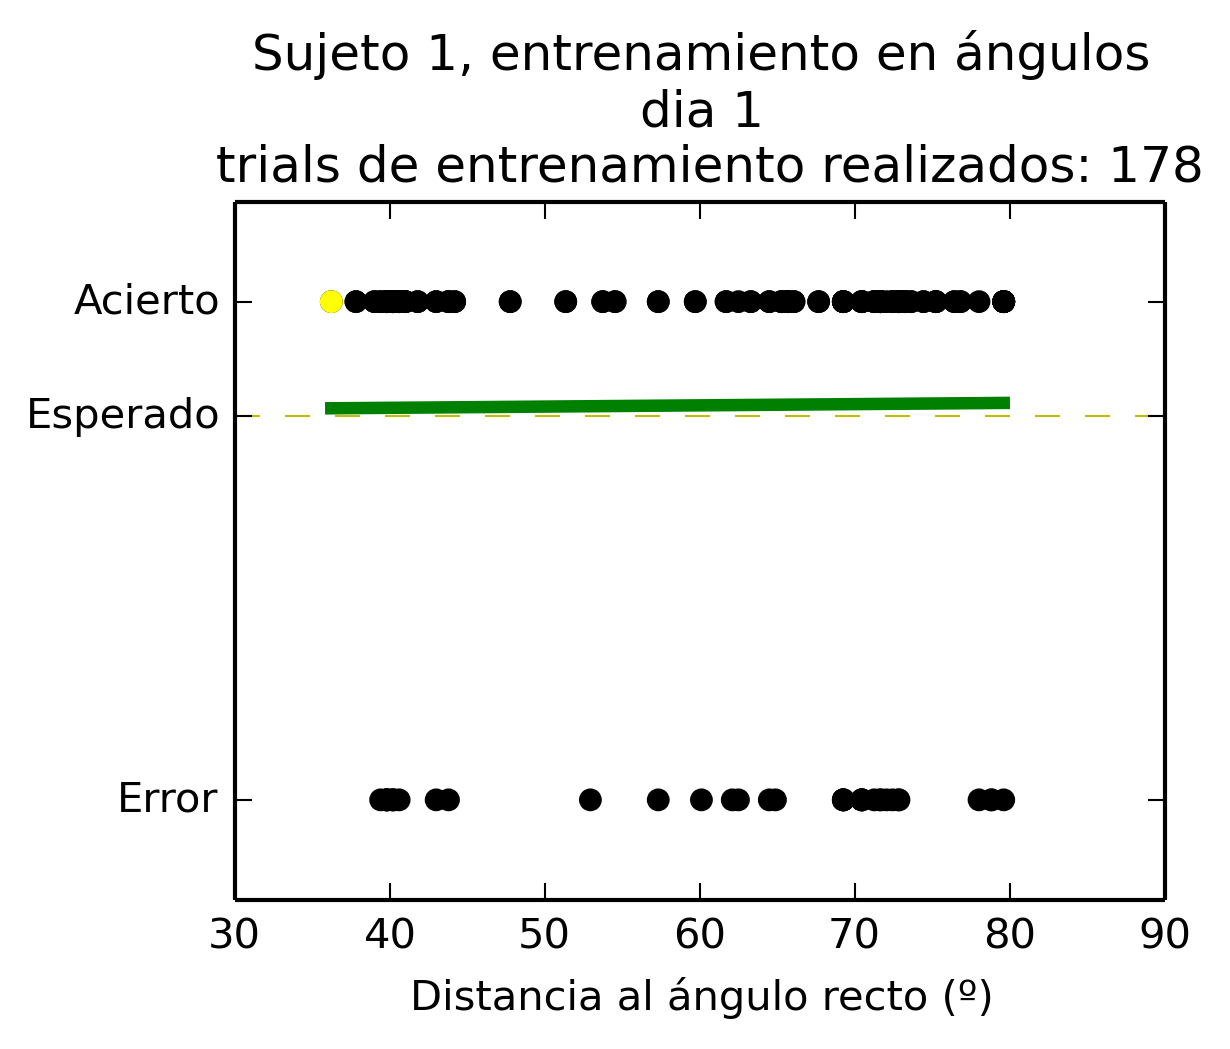 Sujeto 1, entrenamiento en ángulos
dia 1
trials de entrenamiento realizados: 178
Acierto
Esperado
Error
30 40 50 60 70 80 90
Distancia al ángulo recto (º)